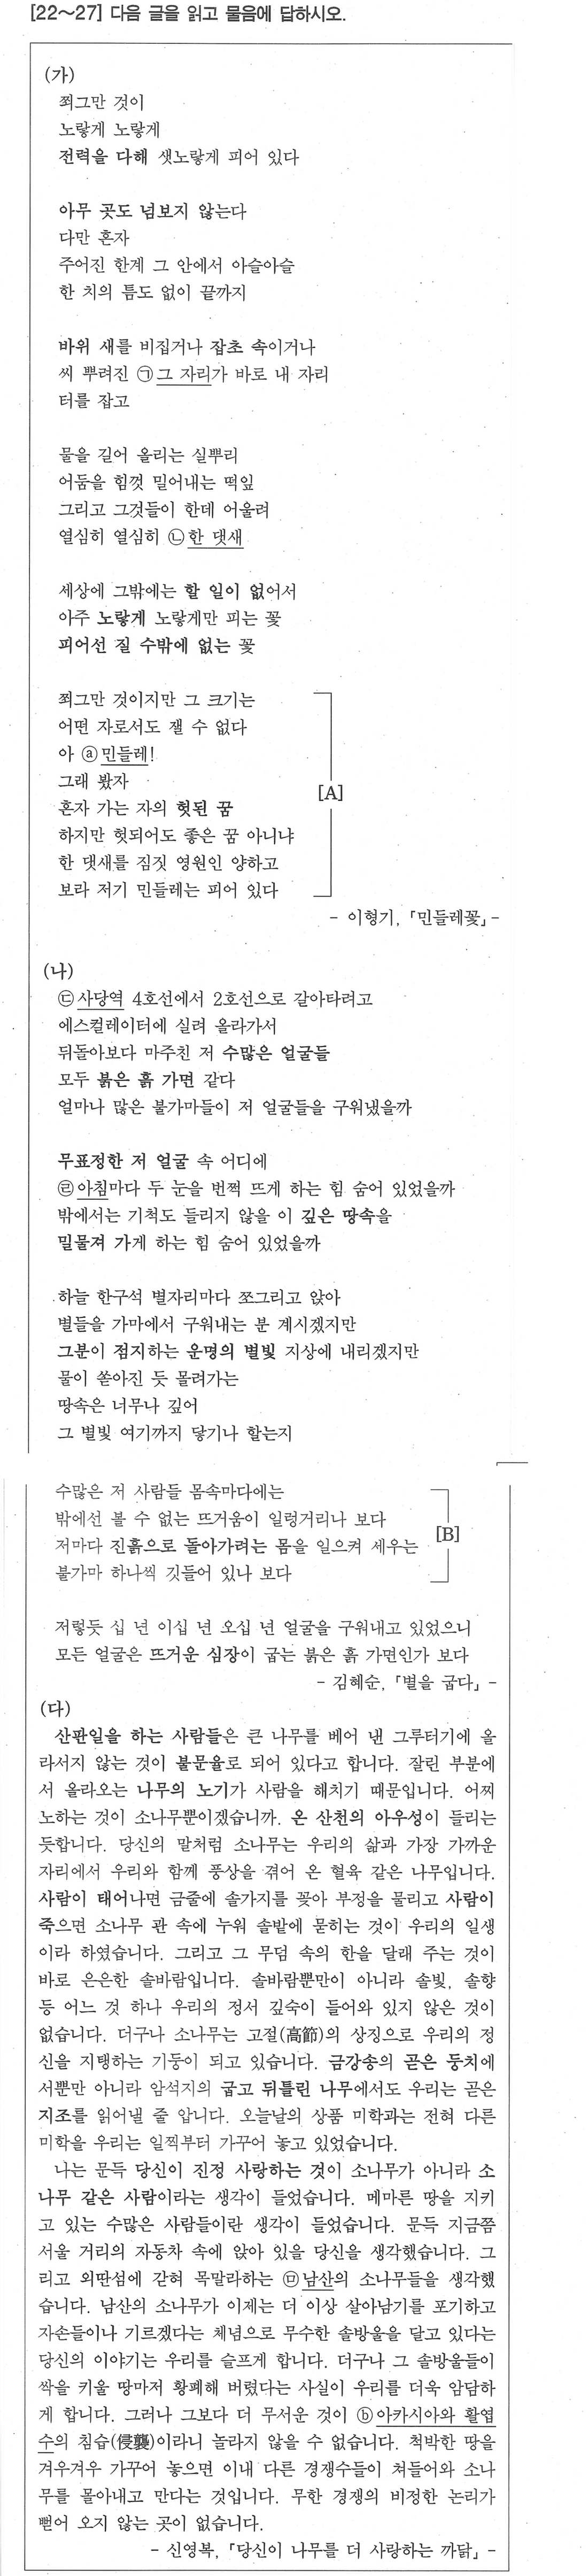 [22~27] 다음 글을 읽고 물음에 답하시오.
(가)
쬐그만 것이
노랗게 노랗게
전력을 다해 샛노랗게 피어 있다
아무 곳도 넘보지 않는다
다만 혼자
주어진 한계 그 안에서 아슬아슬
한 치의 틈도 없이 끝까지
바위 새를 비집거나 잡초 속이거나
씨 뿌려진 ㉠그 자리가 바로 내 자리
터를 잡고
물을 길어 올리는 실뿌리
어둠을 힘껏 밀어내는 떡잎
그리고 그것들이 한데 어울려
열심히 열심히 ㉡한 댓새
세상에 그밖에는 할 일이 없어서
아주 노랗게 노랗게만 피는 꽃
피어선 질 수밖에 없는 꽃
쬐그만 것이지만 그 크기는
어떤 자로서도 잴 수 없다
아 ⓐ민들레!
그래 봤자
혼자 가는 자의 헛된 꿈
하지만 헛되어도 좋은 꿈 아니냐
한 댓새를 짐짓 영원인 양하고
보라 저기 민들레는 피어 있다
[A]
- 이형기, 「민들레꽃」 -
(나)
㉢사당역 4호선에서 2호선으로 갈아타려고
에스컬레이터에 실려 올라가서
뒤돌아보다 마주친 저 수많은 얼굴들
모두 붉은 흙 가면 같다
얼마나 많은 불가마들이 저 얼굴들을 구워냈을까
무표정한 저 얼굴 속 어디에
㉣아침마다 두 눈을 번쩍 뜨게 하는 힘 숨어 있었을까
밖에서는 기척도 들리지 않을 이 깊은 땅속을
밀물져 가게 하는 힘 숨어 있었을까
하늘 한구석 별자리마다 쪼그리고 앉아
별들을 가마에서 구워내는 분 계시겠지만
그분이 점지하는 운명의 별빛 지상에 내리겠지만
물이 쏟아진 듯 몰려가는
땅속은 너무나 깊어
그 별빛 여기까지 닿기나 할는지
수많은 저 사람들 몸속마다에는
밖에선 볼 수 없는 뜨거움이 일렁거리나 보다
저마다 진흙으로 돌아가려는 몸을 일으켜 세우는
불가마 하나씩 깃들어 있나 보다
[B]
저렇듯 십 년 이십 년 오십 년 얼굴을 구워내고 있었으니
모든 얼굴은 뜨거운 심장이 굽는 붉은 흙 가면인가 보다
- 김혜순, 「별을 굽다」 -
(다)
산판일을 하는 사람들은 큰 나무를 베어 낸 그루터기에 올
라서지 않는 것이 불문율로 되어 있다고 합니다. 잘린 부분에
서 올라오는 나무의 노기가 사람을 해치기 때문입니다. 어찌
노하는 것이 소나무뿐이겠습니까. 온 산천의 아우성이 들리는
듯합니다. 당신의 말처럼 소나무는 우리의 삶과 가장 가까운
자리에서 우리와 함께 풍상을 겪어 온 혈육 같은 나무입니다.
사람이 태어나면 금줄에 솔가지를 꽂아 부정을 물리고 사람이
죽으면 소나무 관 속에 누워 솔밭에 묻히는 것이 우리의 일생
이라 하였습니다. 그리고 그 무덤 속의 한을 달래 주는 것이
바로 은은한 솔바람입니다. 솔바람뿐만이 아니라 솔빛, 솔향
등 어느 것 하나 우리의 정서 깊숙이 들어와 있지 않은 것이
없습니다. 더구나 소나무는 고절(高節)의 상징으로 우리의 정
신을 지탱하는 기둥이 되고 있습니다. 금강송의 곧은 둥치에
서뿐만 아니라 암석지의 굽고 뒤틀린 나무에서도 우리는 곧은
지조를 읽어낼 줄 압니다. 오늘날의 상품 미학과는 전혀 다른
미학을 우리는 일찍부터 가꾸어 놓고 있었습니다.
나는 문득 당신이 진정 사랑하는 것이 소나무가 아니라 소
나무 같은 사람이라는 생각이 들었습니다. 메마른 땅을 지키
고 있는 수많은 사람들이란 생각이 들었습니다. 문득 지금쯤
서울 거리의 자동차 속에 앉아 있을 당신을 생각했습니다. 그
리고 외딴섬에 갇혀 목말라하는 ㉤남산의 소나무들을 생각했
습니다. 남산의 소나무가 이제는 더 이상 살아남기를 포기하고
자손들이나 기르겠다는 체념으로 무수한 솔방울을 달고 있다는
당신의 이야기는 우리를 슬프게 합니다. 더구나 그 솔방울들이
싹을 키울 땅마저 황폐해 버렸다는 사실이 우리를 더욱 암담하
게 합니다. 그러나 그보다 더 무서운 것이 ⓑ아카시아와 활엽
수의 침습(侵襲)이라니 놀라지 않을 수 없습니다. 척박한 땅을
겨우겨우 가꾸어 놓으면 이내 다른 경쟁수들이 쳐들어와 소나
무를 몰아내고 만다는 것입니다. 무한 경쟁의 비정한 논리가
뻗어 오지 않는 곳이 없습니다.
- 신영복, 「당신이 나무를 더 사랑하는 까닭」 -